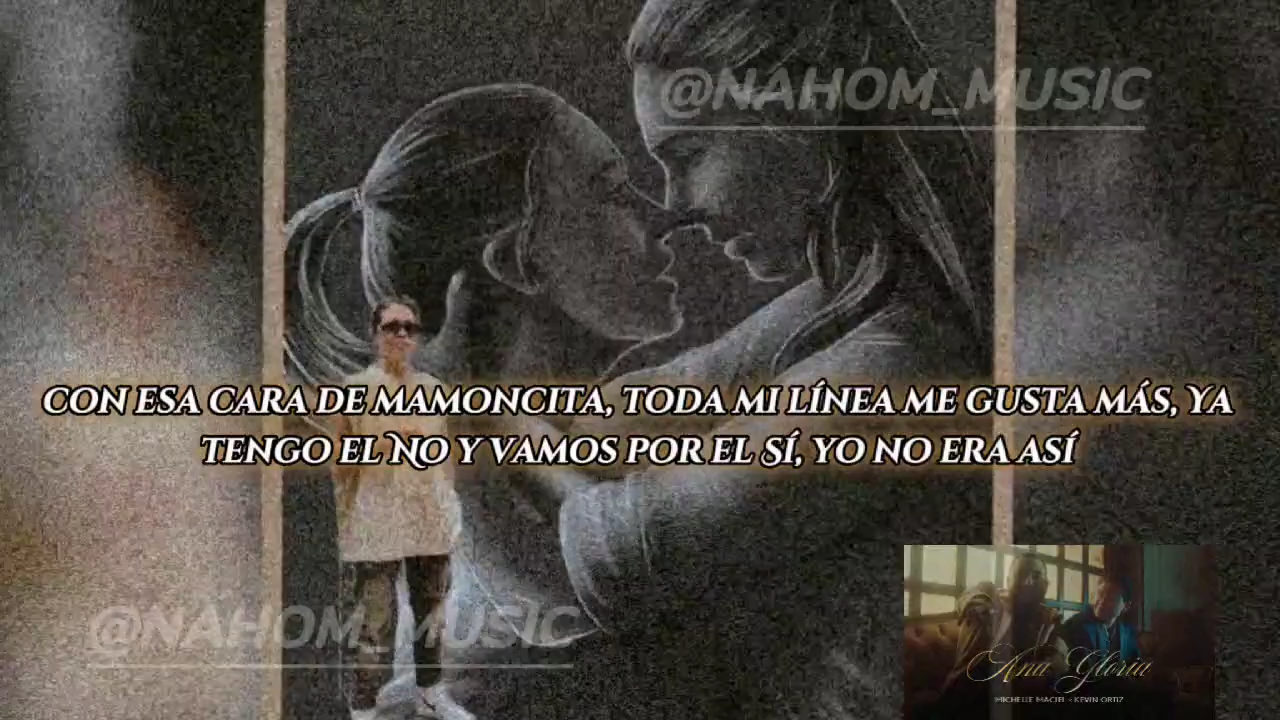 @NAHOM_MUSIC
CON ESA CARA DE MAMONCITA, TODA MI LÍNEA ME GUSTA MÁS, YA
TENGO EL NO Y VAMOS POR EL SÍ, YO NO ERA ASÍ
@NAHOM_MUSIC
Ana Gloria
MICHELLE MACIEL - KEVIN ORTIZ